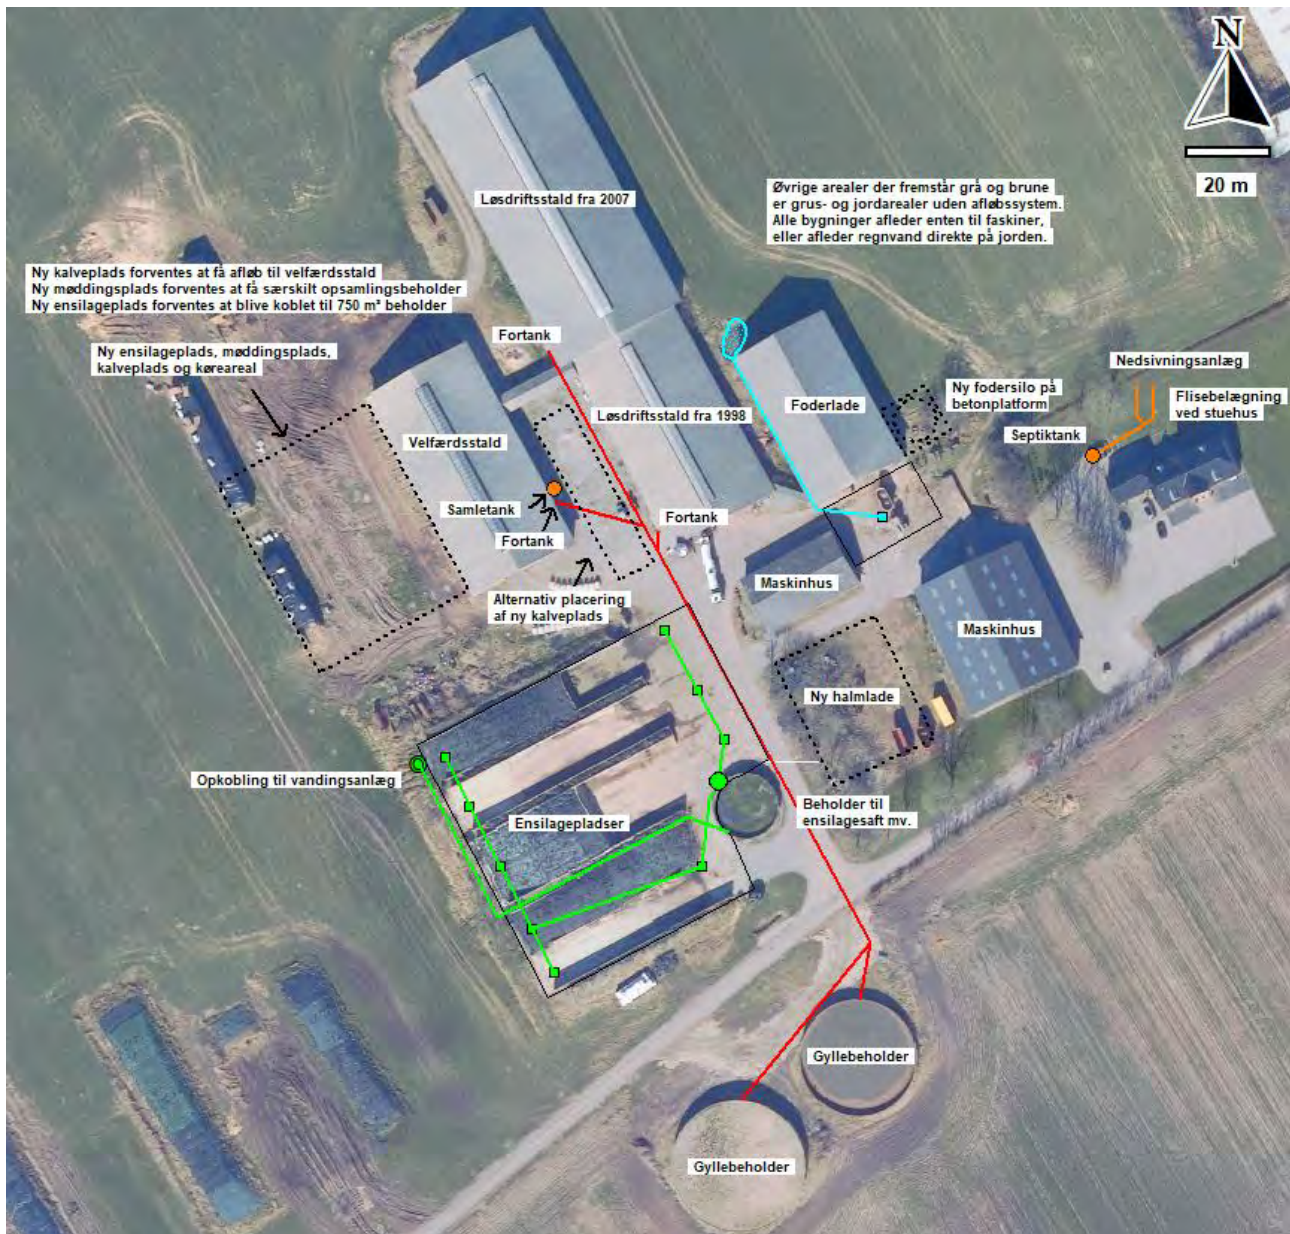 N
20 m
Løsdriftsstald fra 2007
Øvrige arealer der fremstår grå og brune
er grus- og jordarealer uden afløbssystem.
Alle bygninger afleder enten til faskiner,
eller afleder regnvand direkte på jorden.
Ny kalveplads forventes at få afløb til velfærdsstald
Ny møddingsplads forventes at få særskilt opsamlingsbeholder
Ny ensilageplads forventes at blive koblet til 750 m³ beholder
Fortank
Ny ensilageplads, møddingsplads,
kalveplads og køreareal
Nedsivningsanlæg
Ny fodersilo på
betonplatform
Flisebelægning
ved stuehus
Foderlade
Løsdriftsstald fra 1998
Velfærdsstald
Septiktank
Samletank
Fortank
Fortank
Maskinhus
Alternativ placering
af ny kalveplads
Maskinhus
Ny halmlade
Opkobling til vandingsanlæg
Beholder til
ensilagesaft mv.
Ensilagepladser
Gyllebeholder
Gyllebeholder